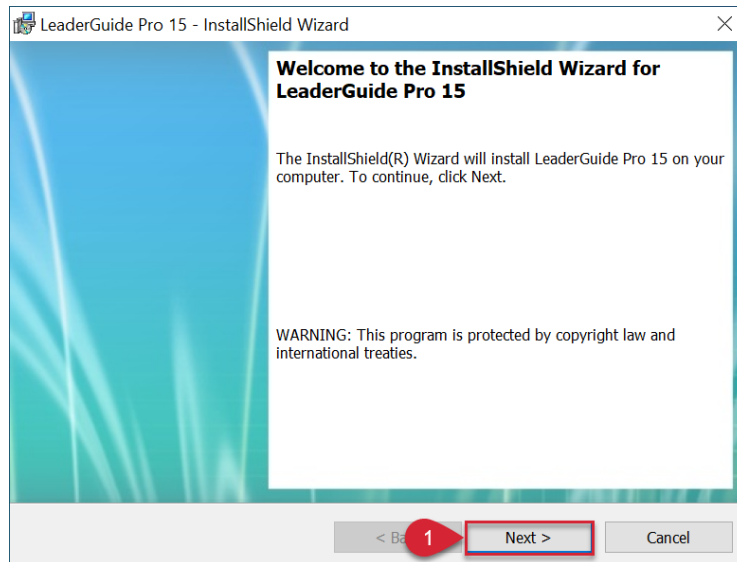 LeaderGuide Pro 15 - InstallShield Wizard
Welcome to the InstallShield Wizard for
LeaderGuide Pro 15
The InstallShield(R) Wizard will install LeaderGuide Pro 15 on your
computer. To continue, click Next.
WARNING: This program is protected by copyright law and
international treaties.
< 1 Next > Cancel